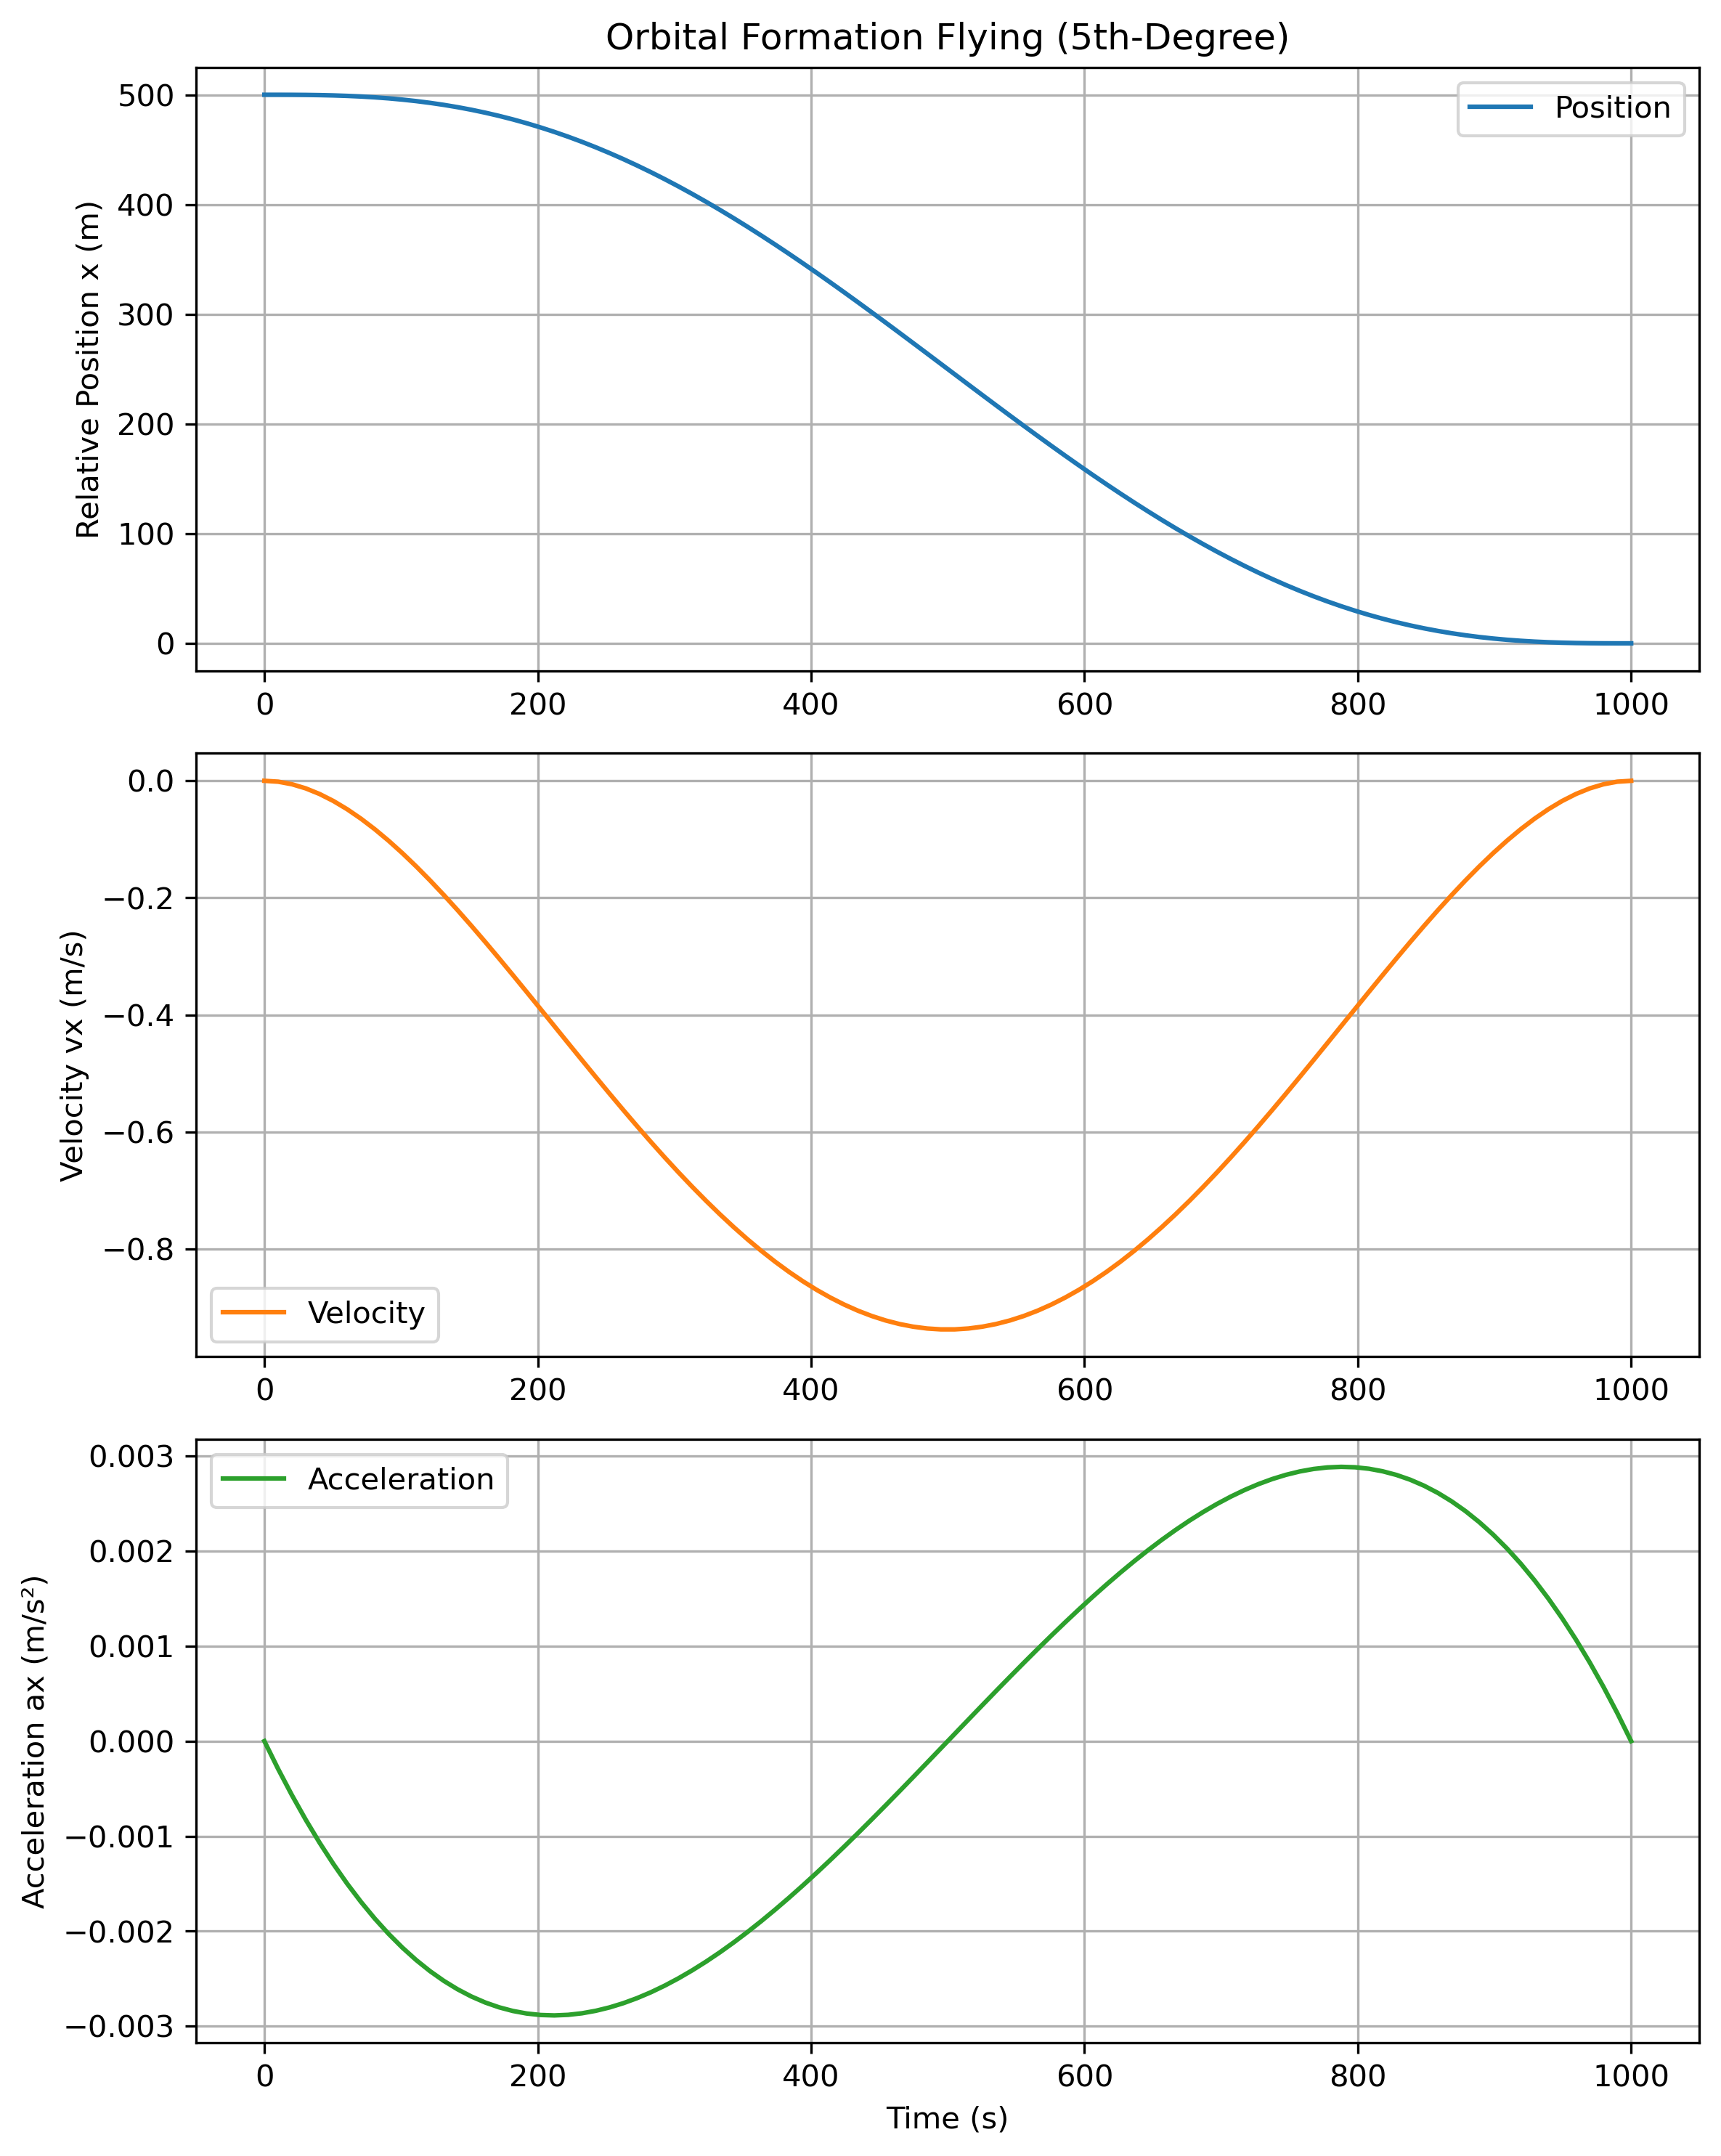 Orbital Formation Flying (5th-Degree)
Relative Position x (m)
500
400
300
200
100
0
Position
0 200 400 600 800 1000
Velocity vx (m/s)
0.0
−0.2
−0.4
−0.6
−0.8
Velocity
0 200 400 600 800 1000
Acceleration ax (m/s²)
0.003
0.002
0.001
0.000
−0.001
−0.002
−0.003
Acceleration
0 200 400 600 800 1000
Time (s)